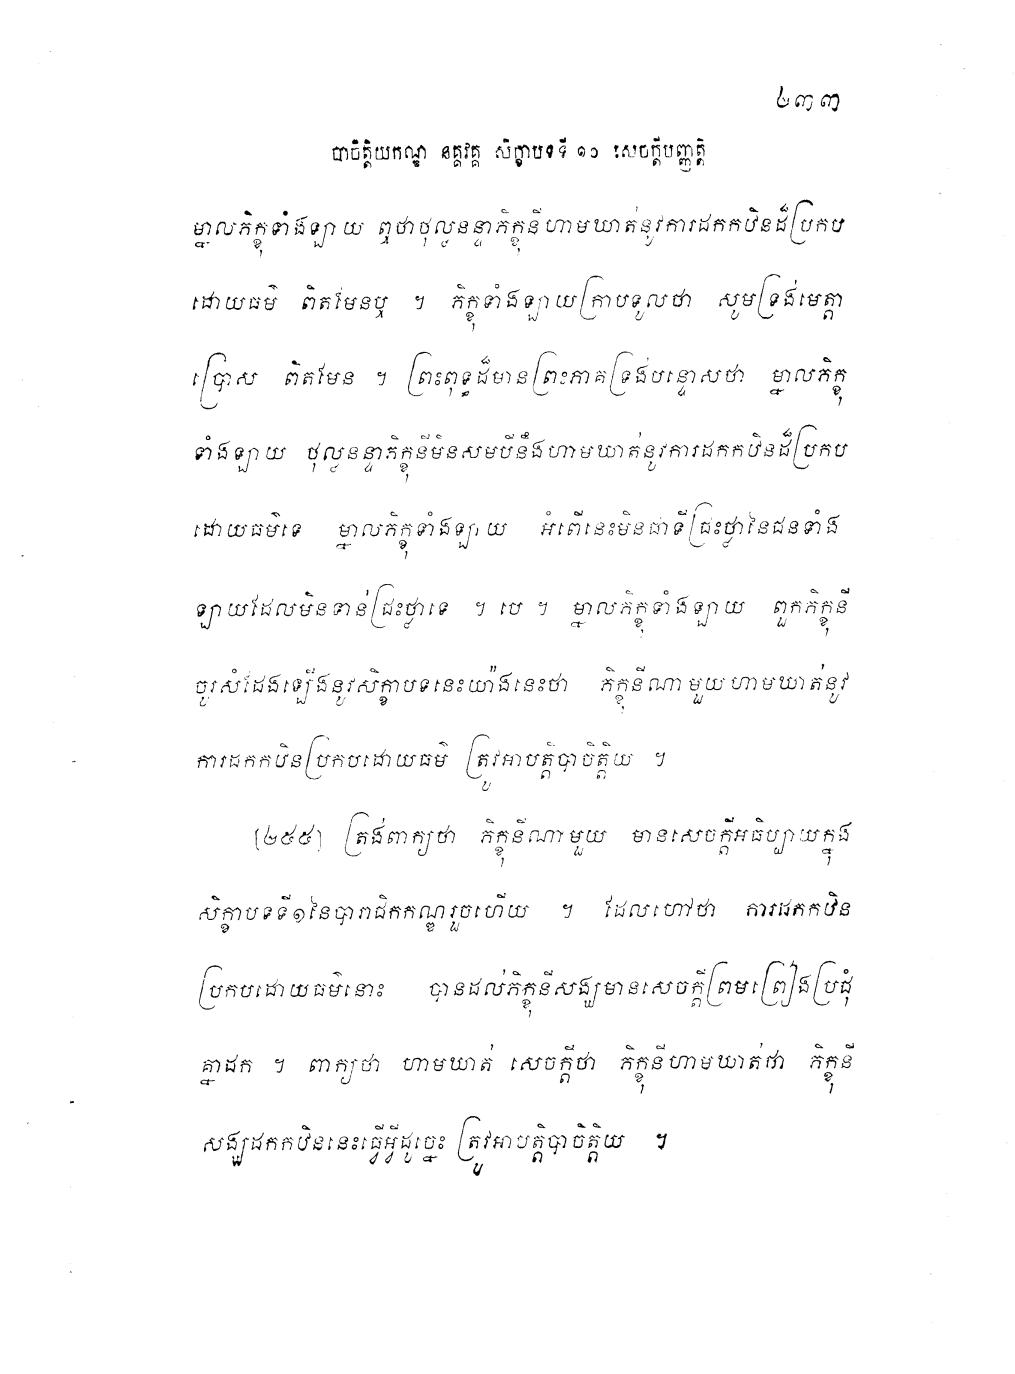 ២៣៣
បាចិត្តិយកណ្ឌ នគ្គវគ្គ សិក្ខាបទទី ១០ សេចក្តីបញ្ញត្តិ
ម្នាលភិក្ខុទាំងឡាយ ឮថាថុល្លនន្ទាភិក្ខុនីហាមឃាត់នូវការដកកឋិនដ៏ប្រកប
ដោយធម៌ ពិតមែនឬ ។ ភិក្ខុទាំងឡាយក្រាបទូលថា សូមទ្រង់មេត្តា
ប្រោស ពិតមែន ។ ព្រះពុទ្ធដ៏មានព្រះភាគទ្រង់បន្ទោសថា ម្នាលភិក្ខុ
ទាំងឡាយ ថុល្លនន្ទាភិក្ខុនីមិនសមបីនឹងហាមឃាត់នូវការដកកឋិនដ៏ប្រកប
ដោយធម៌ទេ ម្នាលភិក្ខុទាំងឡាយ អំពើនេះមិនជាទីជ្រះថ្លានៃជនទាំង
ឡាយដែលមិនទាន់ជ្រះថ្លាទេ ។ បេ ។ ម្នាលភិក្ខុទាំងឡាយ ពួកភិក្ខុនី
ចូរសំដែងឡើងនូវសិក្ខាបទនេះយ៉ាងនេះថា ភិក្ខុនីណាមួយហាមឃាត់នូវ
ការដកកឋិនប្រកបដោយធម៌ ត្រូវអាបត្តិបាចិត្តិយ ។
[២៥៥] ត្រង់ពាក្យថា ភិក្ខុនីណាមួយ មានសេចក្តីអធិប្បាយក្នុង
សិក្ខាបទទី១នៃបារាជិកកណ្ឌរួចហើយ ។ ដែលហៅថា ការដកកឋិន
ប្រកបដោយធម៌នោះ បានដល់ភិក្ខុនីសង្ឃមានសេចក្តីព្រមព្រៀងប្រជុំ
គ្នាដក ។ ពាក្យថា ហាមឃាត់ សេចក្តីថា ភិក្ខុនីហាមឃាត់ថា ភិក្ខុនី
សង្ឃដកកឋិននេះធ្វើអ្វីដូច្នេះ ត្រូវអាបត្តិបាចិត្តិយ ។